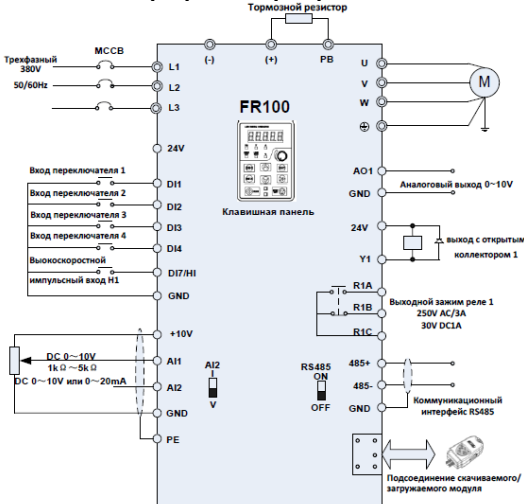 Тормозной резистор
MCCB
(-)
(+)
PB
Трехфазный
380V
50/60Hz
L1
L2
L3
U
V
W
M
FR100
24V
Клавишная панель
Вход переключателя 1
DI1
Вход переключателя 2
DI2
Вход переключателя 3
DI3
Вход переключателя 4
DI4
Выокоскоростной
импульсный вход H1
DI7/HI
GND
AO1
GND
Аналоговый выход 0~10V
24V
Y1
выход с открытым
коллектором 1
R1A
R1B
R1C
Выходной зажим реле 1
250V AC/3A
30V DC1A
+10V
DC 0～10V
1kΩ～5kΩ
AI1
DC 0～10V или 0～20mA
AI2
GND
PE
AI2
I
V
RS485
ON
OFF
485+
485-
GND
Коммуникационный
интерфейс RS485
Подсоединение скачиваемого/
загружаемого модуля